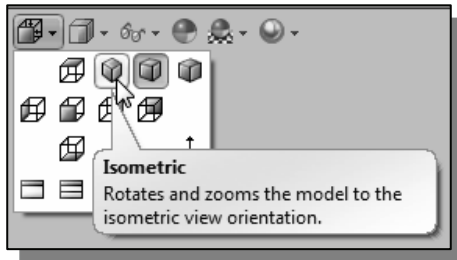 Isometric
Rotates and zooms the model to the
isometric view orientation.